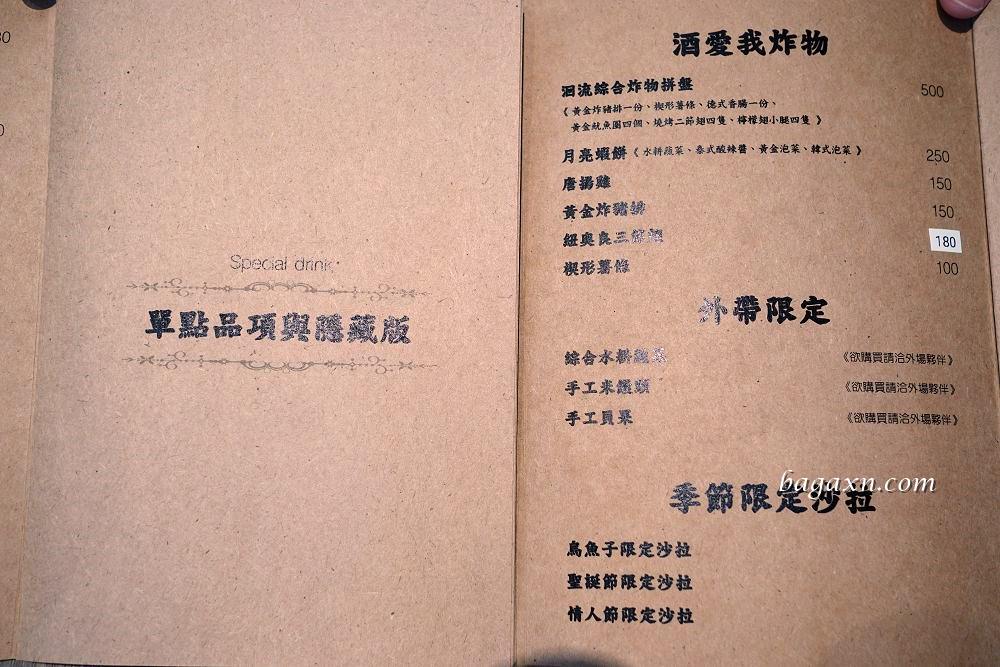 Special drink
單點品項與隱藏版
酒愛我炸物
洄流綜合炸物拼盤 500
《黃金炸豬排一份、楔形薯條、德式香腸一份、
黃金魷魚圈四個、燒烤二節翅四隻、檸檬翅小腿四隻》
月亮蝦餅《水耕蔬菜、泰式酸辣醬、黃金泡菜、韓式泡菜》 250
唐揚雞 150
黃金炸豬排 150
紐奧良三節翅 180
楔形薯條 100
外帶限定
綜合水耕蔬菜 《欲購買請洽外場夥伴》
手工米饅頭 《欲購買請洽外場夥伴》
手工貝果 《欲購買請洽外場夥伴》
季節限定沙拉
bagaxn.com
烏魚子限定沙拉
聖誕節限定沙拉
情人節限定沙拉